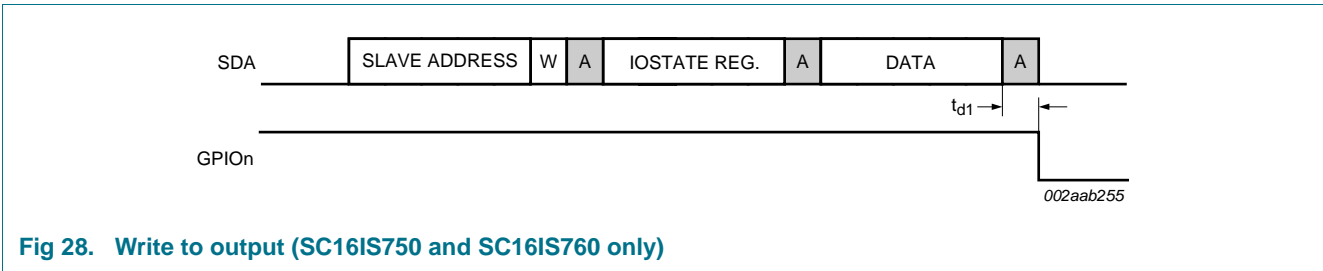 SDA SLAVE ADDRESS W A IOSTATE REG. A DATA A
td1
GPIOn
002aab255
Fig 28. Write to output (SC16IS750 and SC16IS760 only)